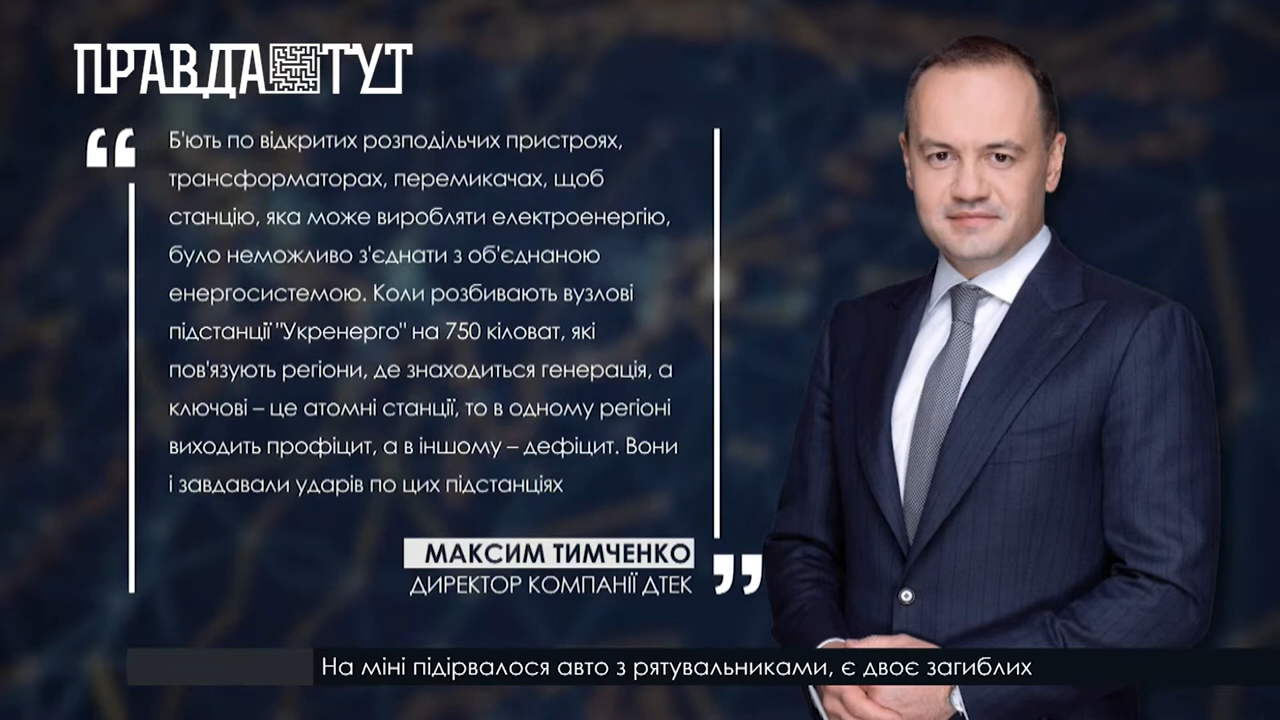 ПРАВДА ТУТ
Б'ють по відкритих розподільчих пристроях,
трансформаторах, перемикачах, щоб
станцію, яка може виробляти електроенергію,
було неможливо з'єднати з об'єднаною
енергосистемою. Коли розбивають вузлові
підстанції "Укренерго" на 750 кіловат, які
пов'язують регіони, де знаходиться генерація, а
ключові – це атомні станції, то в одному регіоні
виходить профіцит, а в іншому – дефіцит. Вони
і завдавали ударів по цих підстанціях
МАКСИМ ТИМЧЕНКО
ДИРЕКТОР КОМПАНІЇ ДТЕК
На міні підірвалося авто з рятувальниками, є двоє загиблих